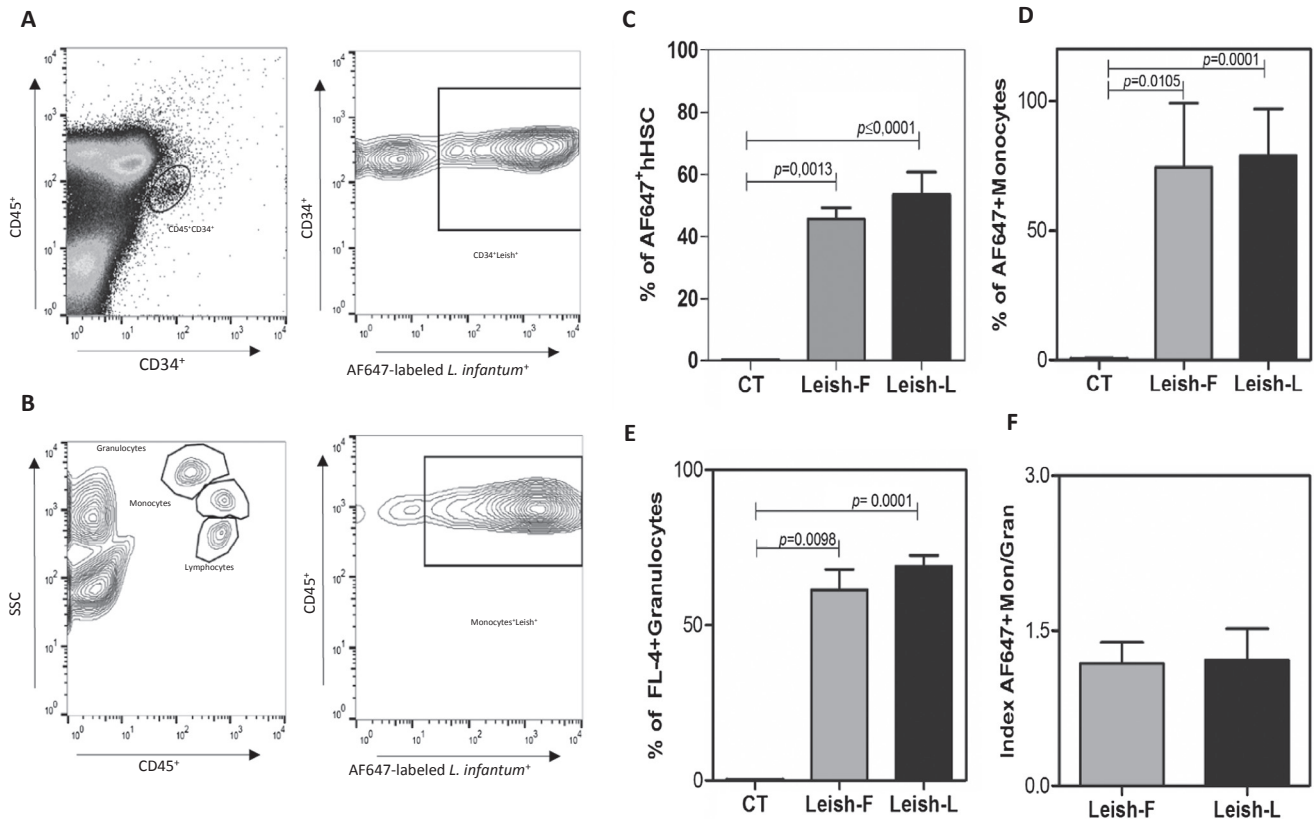 A
10⁴
10³
10²
10¹
10⁰
CD45⁺
CD45⁺CD34⁺
10⁰ 10¹ 10² 10³ 10⁴
CD34⁺
10⁴
10³
10²
10¹
10⁰
CD34⁺
CD34⁺Leish⁺
10⁰ 10¹ 10² 10³ 10⁴
AF647-labeled L. infantum⁺
B
10⁴
10³
10²
10¹
10⁰
SSC
Granulocytes
Monocytes
Lymphocytes
10⁰ 10¹ 10² 10³ 10⁴
CD45⁺
10⁴
10³
10²
10¹
10⁰
CD45⁺
Monocytes⁺Leish⁺
10⁰ 10¹ 10² 10³ 10⁴
AF647-labeled L. infantum⁺
C
% of AF647⁺hHSC
100
80
60
40
20
0
p≤0,0001
p=0,0013
CT Leish-F Leish-L
D
% of AF647+Monocytes
100
50
0
p=0.0001
p=0.0105
CT Leish-F Leish-L
E
% of FL-4+Granulocytes
100
50
0
p= 0.0001
p=0.0098
CT Leish-F Leish-L
F
Index AF647+Mon/Gran
3.0
1.5
0.0
Leish-F Leish-L